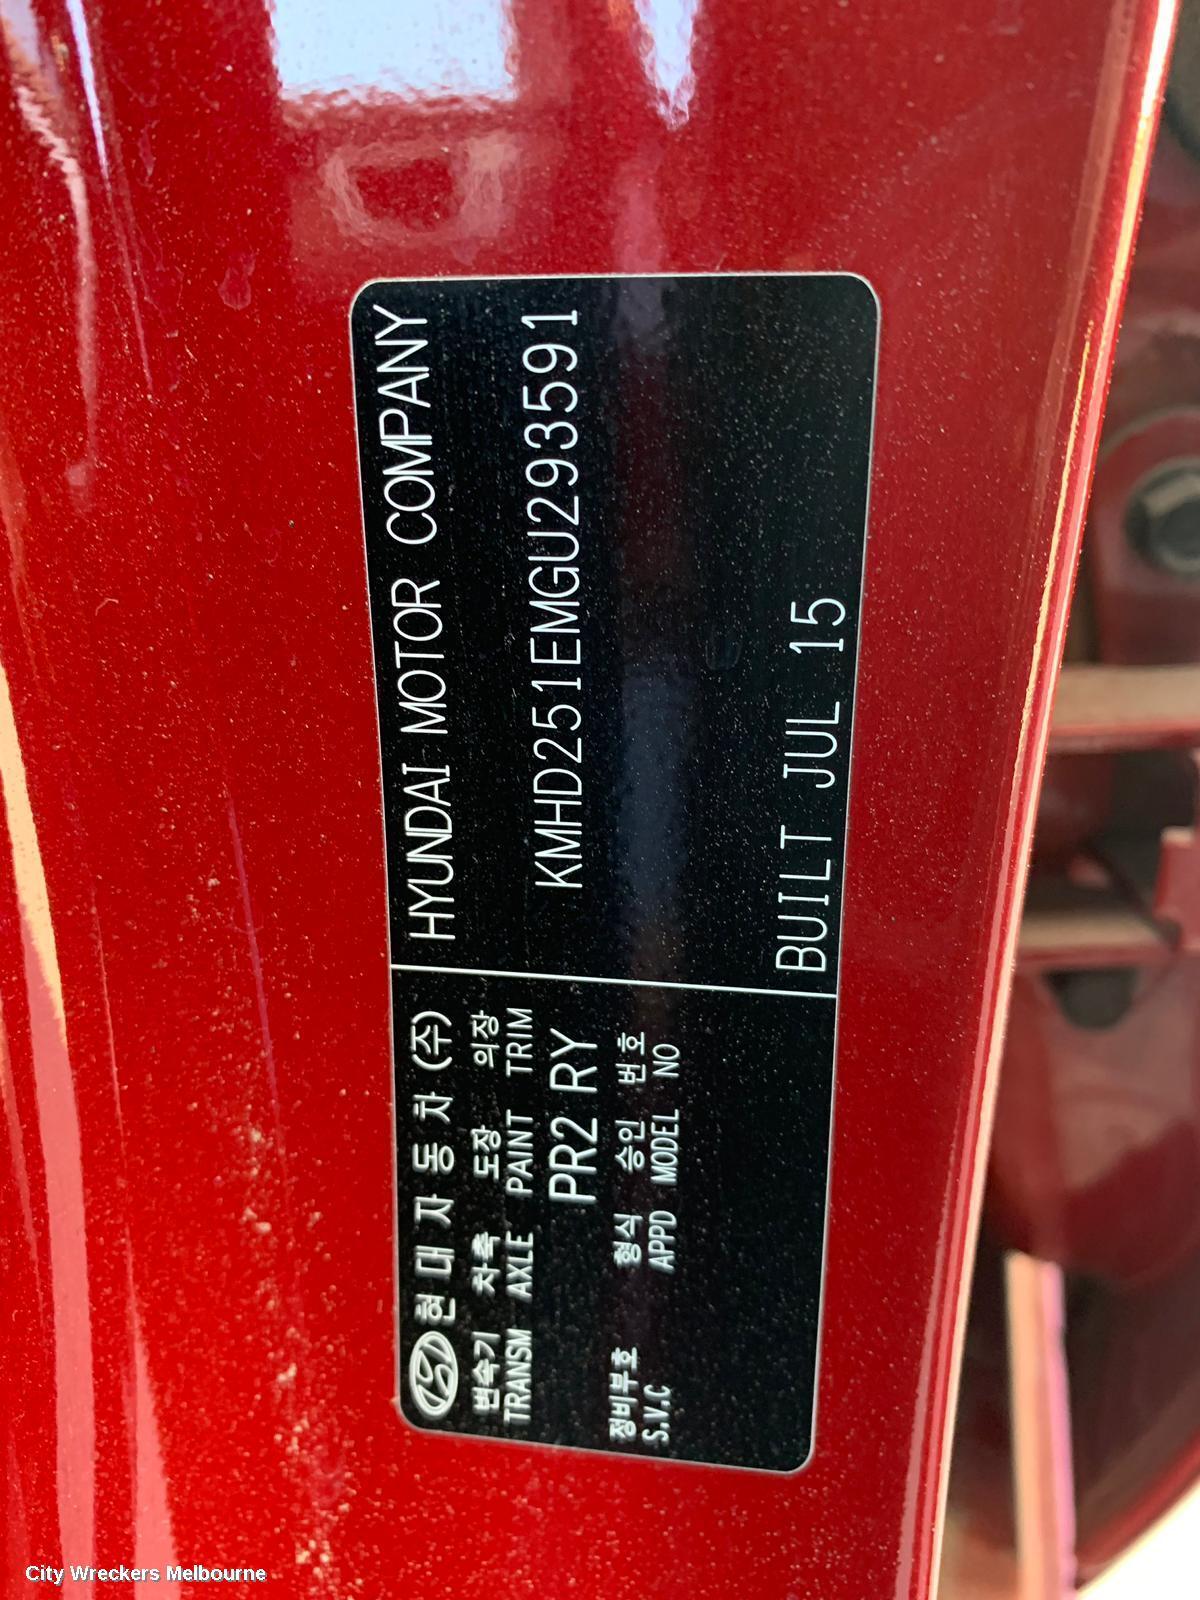 현대자동차(주)
변속기 차축 도장 의장
TRANSM AXLE PAINT TRIM
PR2 RY
정비부호 형식 승인 번호
S.V.C APPD MODEL NO
HYUNDAI MOTOR COMPANY
KMHD251EMGU293591
BUILT JUL 15
City Wreckers Melbourne